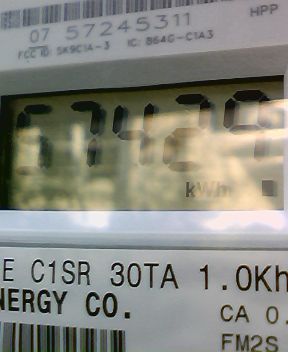 HPP
07 57245311
FCC ID SK9C1A-3 IC: 864G-C1A3
67429
kWh
E C1SR 30TA 1.0Kh
NERGY CO.
CA 0.
FM2S